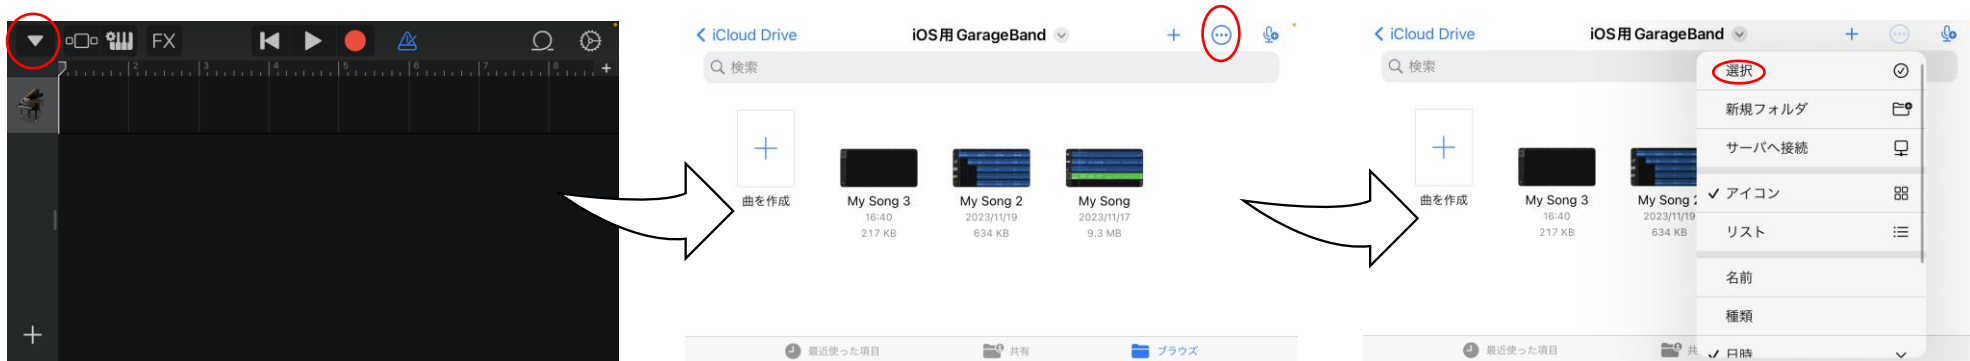 FX
2 3 4 5 6 7 8 +
iCloud Drive
iOS用 GarageBand
検索
曲を作成
My Song 3
16:40
217 KB
My Song 2
2023/11/19
634 KB
My Song
2023/11/17
9.3 MB
最近使った項目
共有
ブラウズ
iCloud Drive
iOS用 GarageBand
検索
曲を作成
My Song 3
16:40
217 KB
My Song 2
2023/11/19
634 KB
選択
新規フォルダ
サーバへ接続
アイコン
リスト
名前
種類
日時
最近使った項目
共